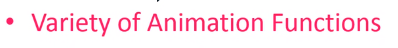 • Variety of Animation Functions